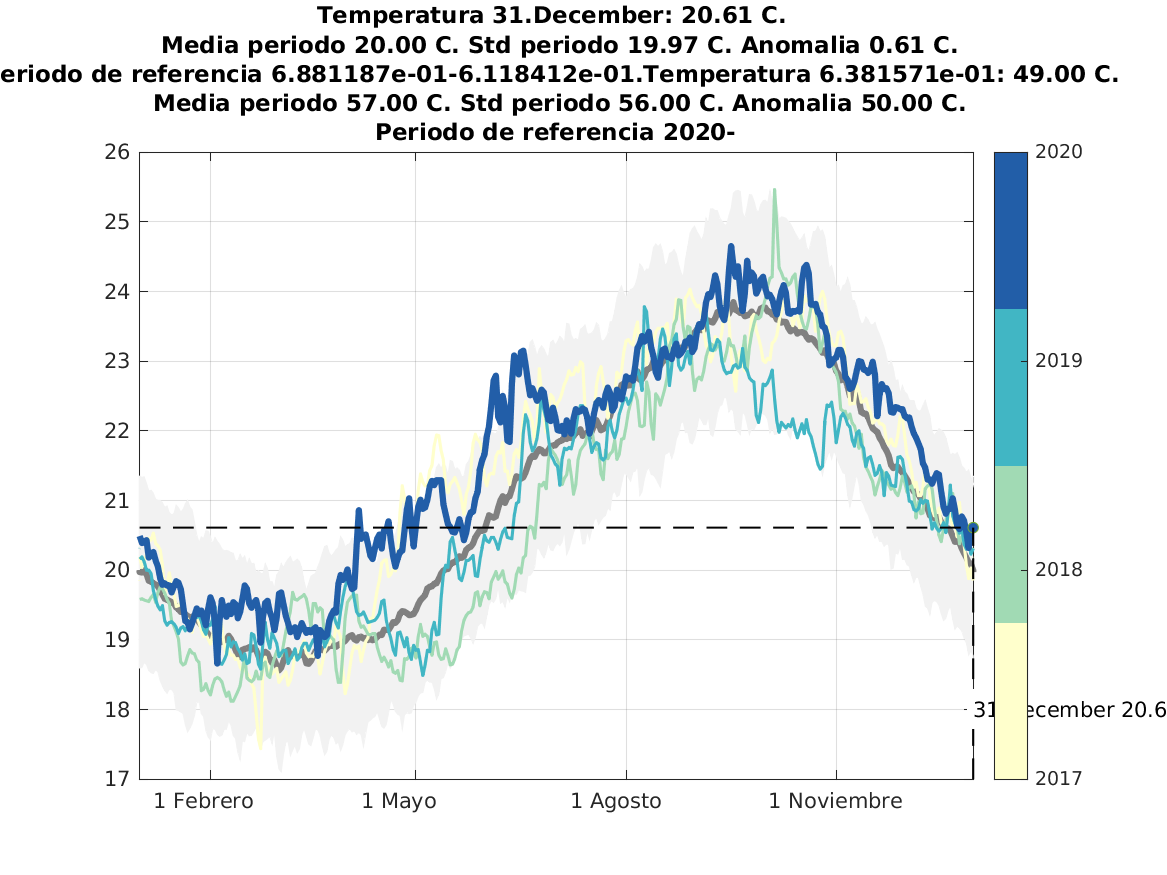 Temperatura 31.December: 20.61 C.
Media periodo 20.00 C. Std periodo 19.97 C. Anomalia 0.61 C.
eriodo de referencia 6.881187e-01-6.118412e-01.Temperatura 6.381571e-01: 49.00 C.
Media periodo 57.00 C. Std periodo 56.00 C. Anomalia 50.00 C.
Periodo de referencia 2020-
26
25
24
23
22
21
20
19
18
17
1 Febrero
1 Mayo
1 Agosto
1 Noviembre
2020
2019
2018
2017
31 ecember 20.6